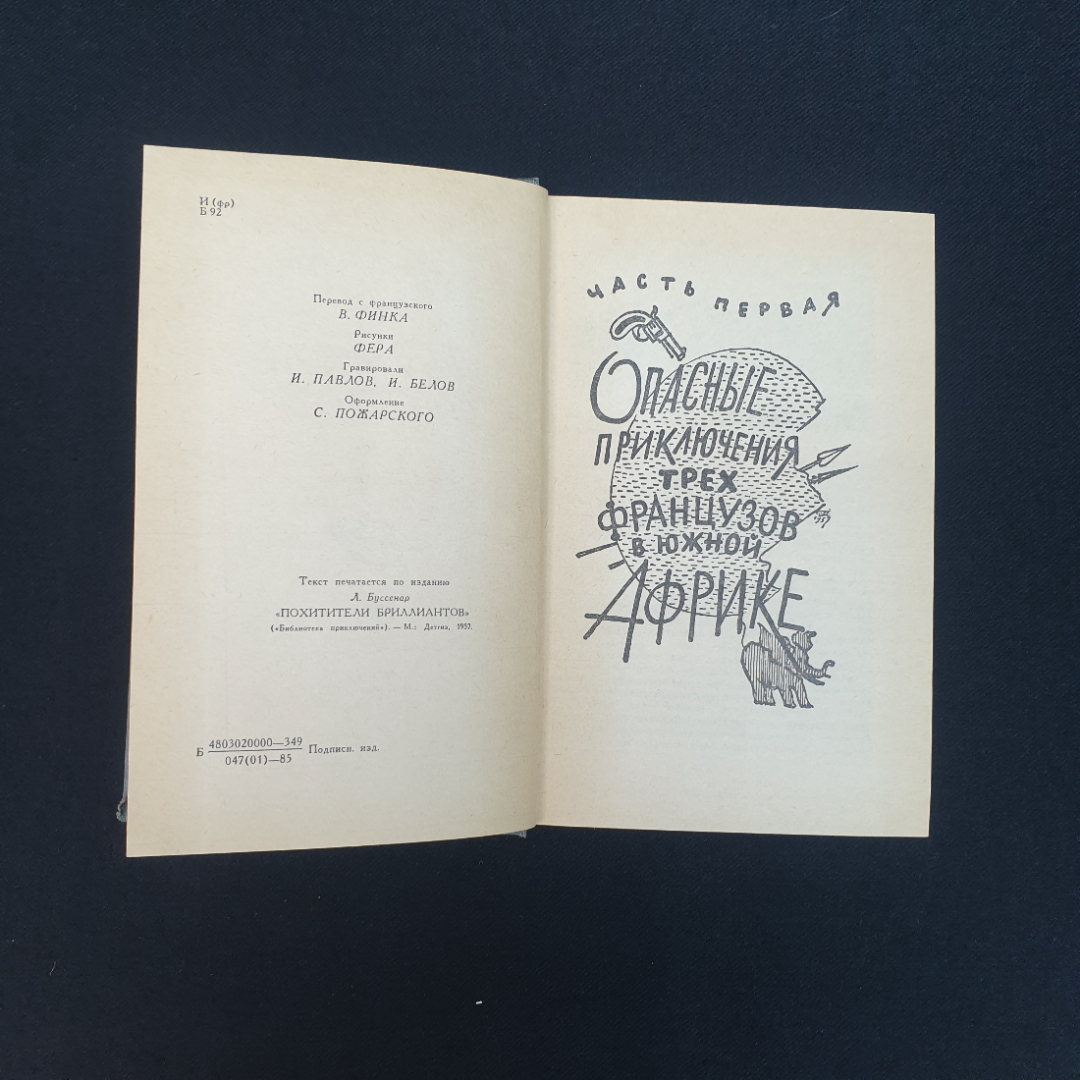 И (фр)
Б 92
Перевод с французского
В. ФИНКА
Рисунки
ФЕРА
Гравировали
И. ПАВЛОВ, И. БЕЛОВ
Оформление
С. ПОЖАРСКОГО
Текст печатается по изданию
Л. Буссенар
«ПОХИТИТЕЛИ БРИЛЛИАНТОВ»
(«Библиотека приключений»). — М.: Детгиз, 1957.
Б 4803020000—349 Подписн. изд.
047(01)—85
ЧАСТЬ ПЕРВАЯ
ОПАСНЫЕ
ПРИКЛЮЧЕНИЯ
ТРЕХ
ФРАНЦУЗОВ
В ЮЖНОЙ
АФРИКЕ